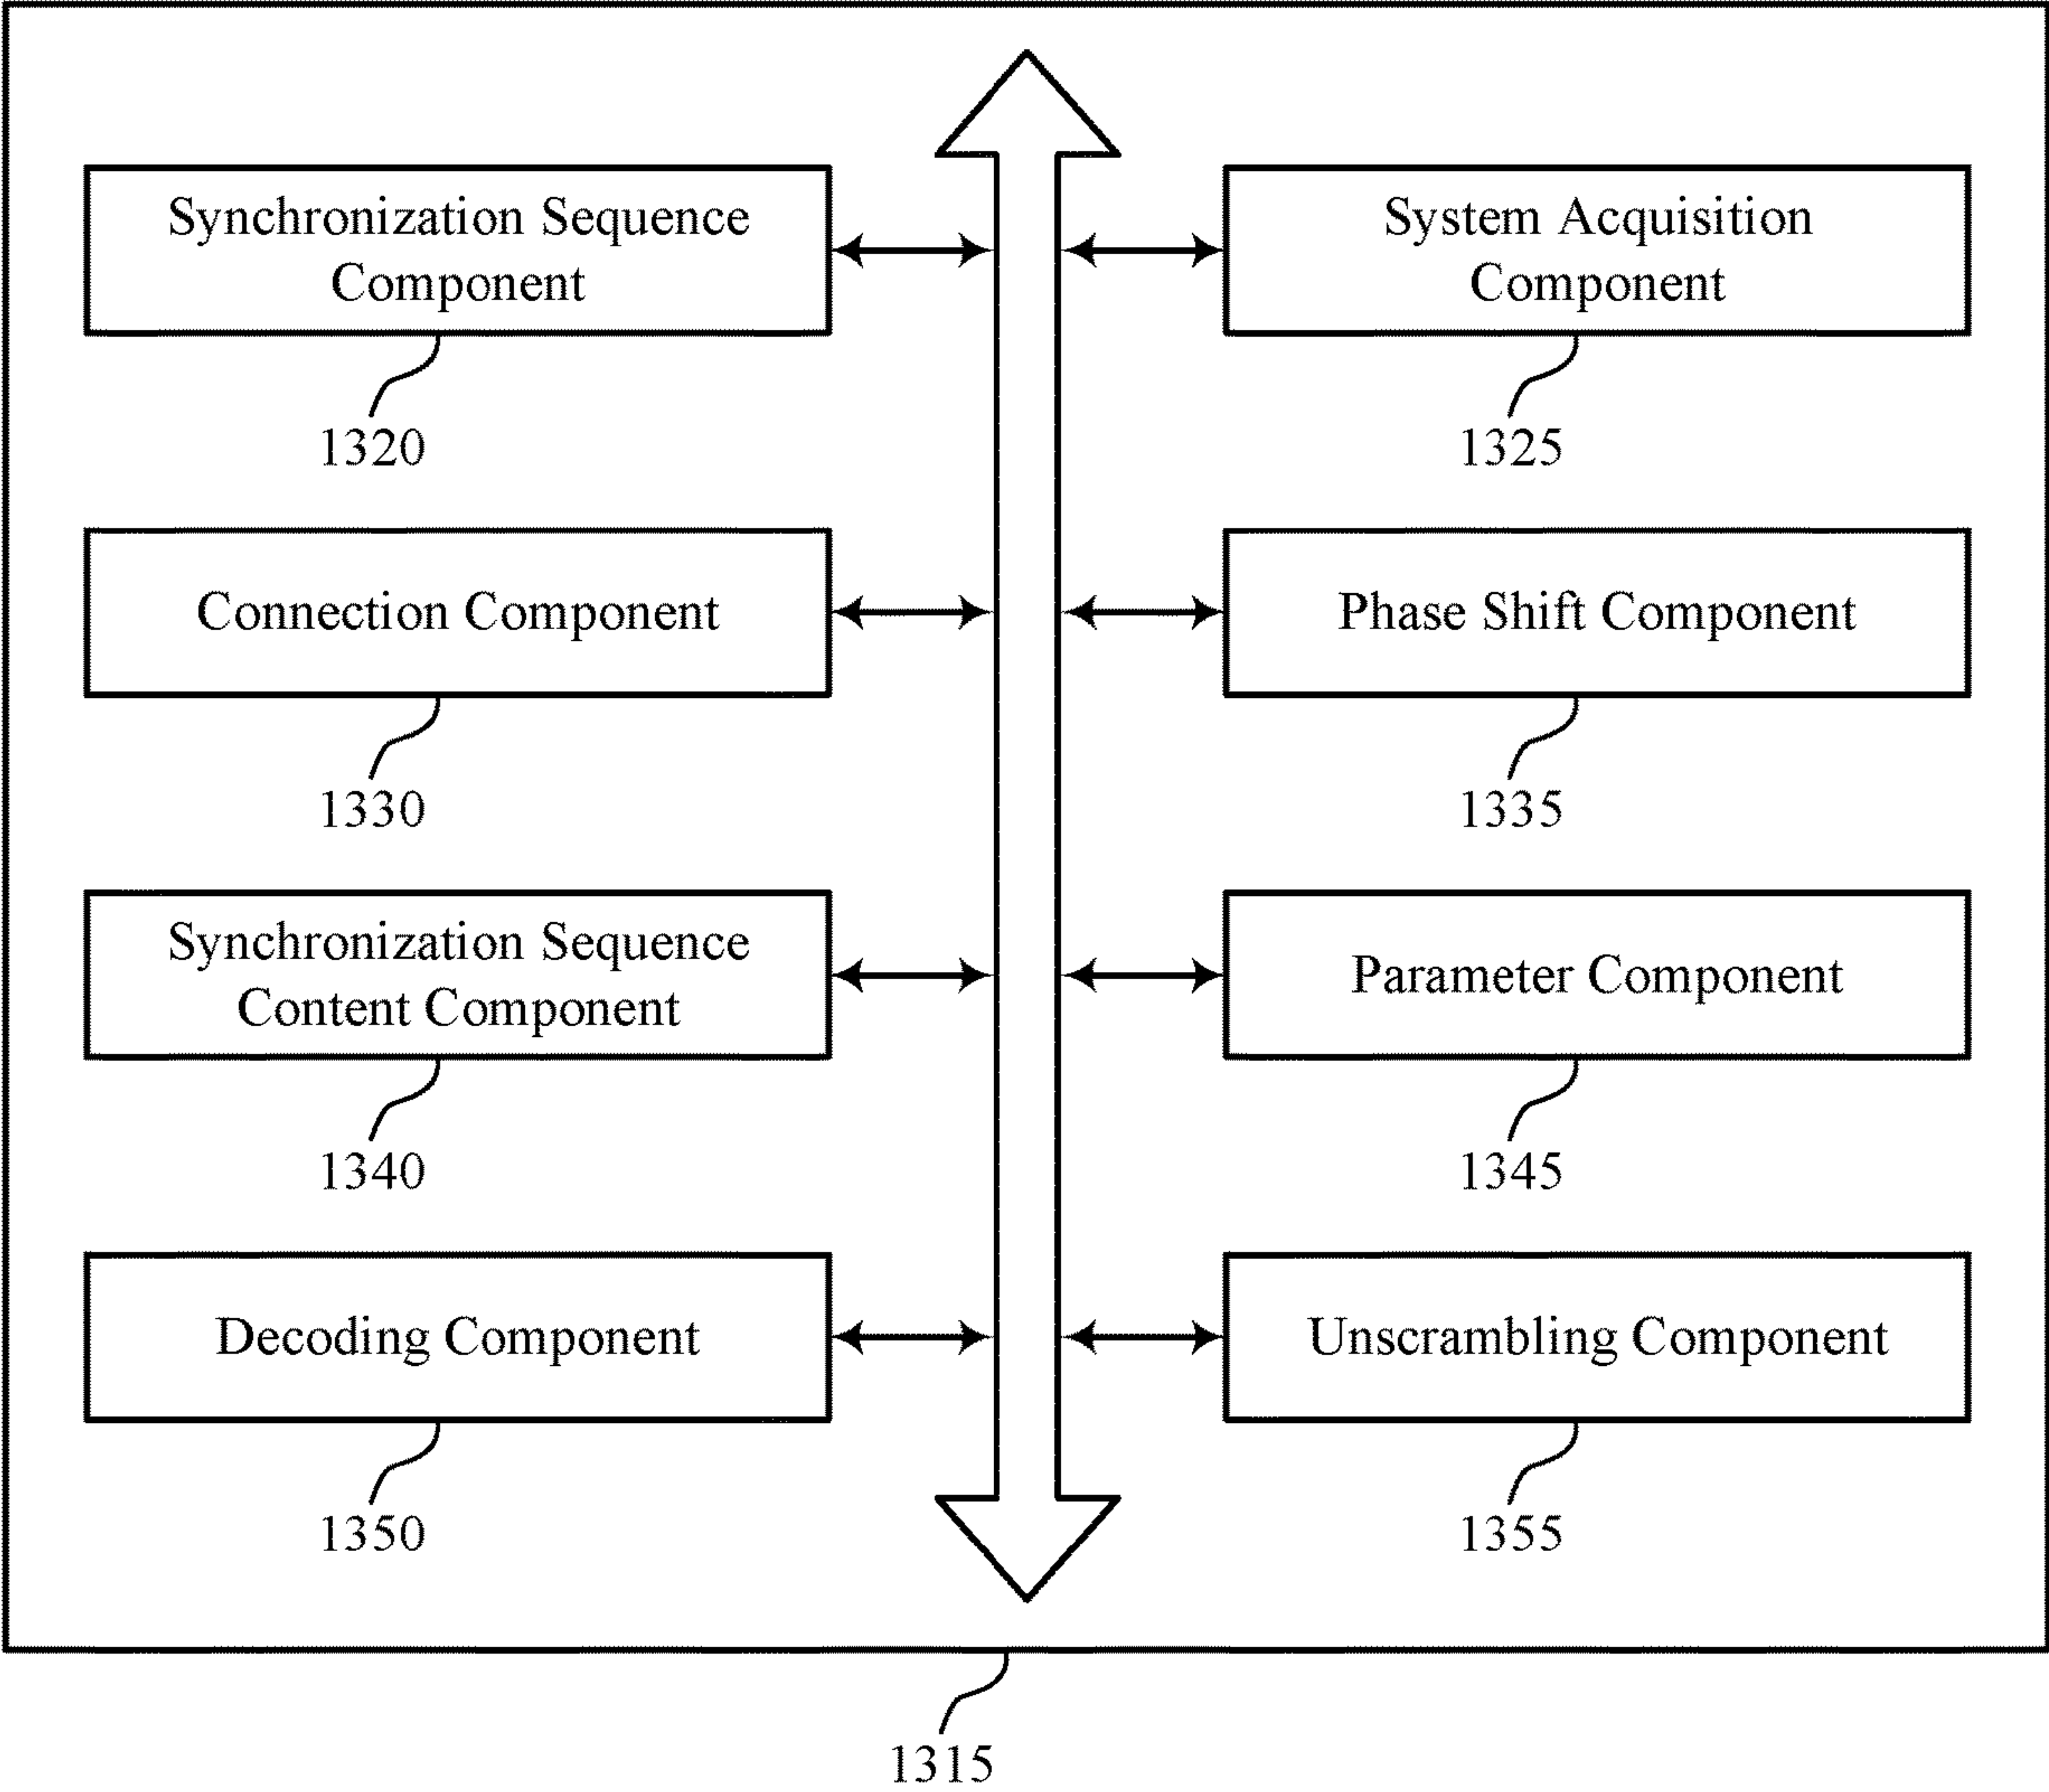 Synchronization Sequence
Component
1320
System Acquisition
Component
1325
Connection Component
1330
Phase Shift Component
1335
Synchronization Sequence
Content Component
1340
Parameter Component
1345
Decoding Component
1350
Unscrambling Component
1355
1315